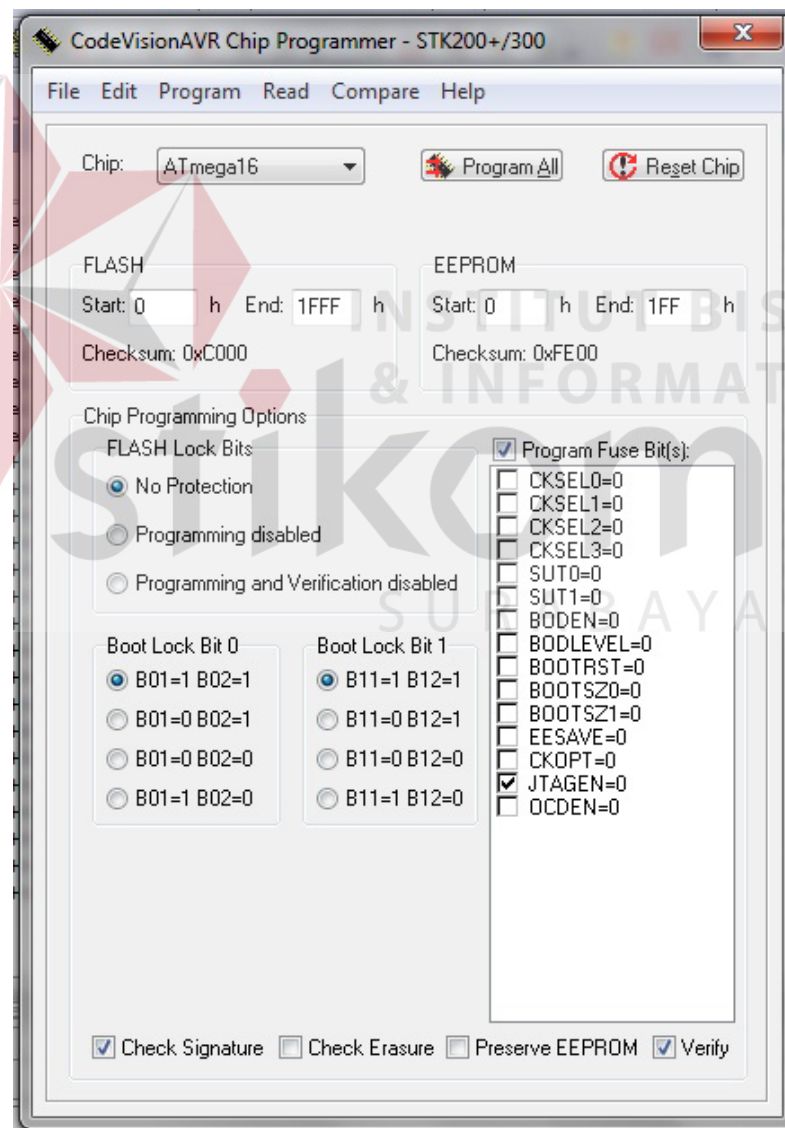 CodeVisionAVR Chip Programmer - STK200+/300
File Edit Program Read Compare Help
Chip: ATmega16 Program All Reset Chip
FLASH EEPROM
Start: 0 h End: 1FFF h Start: 0 h End: 1FF h
Checksum: 0xC000 Checksum: 0xFE00
INSTITUT BIS
& INFORMAT
stikom
SURABAYA
Chip Programming Options
FLASH Lock Bits
No Protection
Programming disabled
Programming and Verification disabled
Boot Lock Bit 0
B01=1 B02=1
B01=0 B02=1
B01=0 B02=0
B01=1 B02=0
Boot Lock Bit 1
B11=1 B12=1
B11=0 B12=1
B11=0 B12=0
B11=1 B12=0
Program Fuse Bit(s):
CKSEL0=0
CKSEL1=0
CKSEL2=0
CKSEL3=0
SUT0=0
SUT1=0
BODEN=0
BODLEVEL=0
BOOTRST=0
BOOTSZ0=0
BOOTSZ1=0
EESAVE=0
CKOPT=0
JTAGEN=0
OCDEN=0
Check Signature Check Erasure Preserve EEPROM Verify